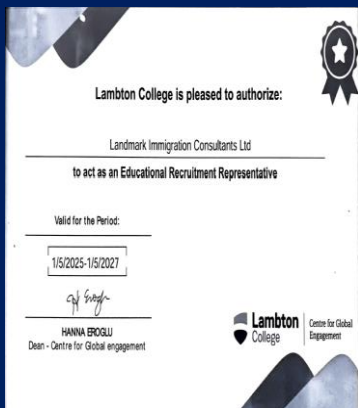 Lambton College is pleased to authorize:
Landmark Immigration Consultants Ltd
to act as an Educational Recruitment Representative
Valid for the Period:
1/5/2025-1/5/2027
HANNA EROGLU
Dean - Centre for Global engagement
Lambton College
Centre for Global Engagement